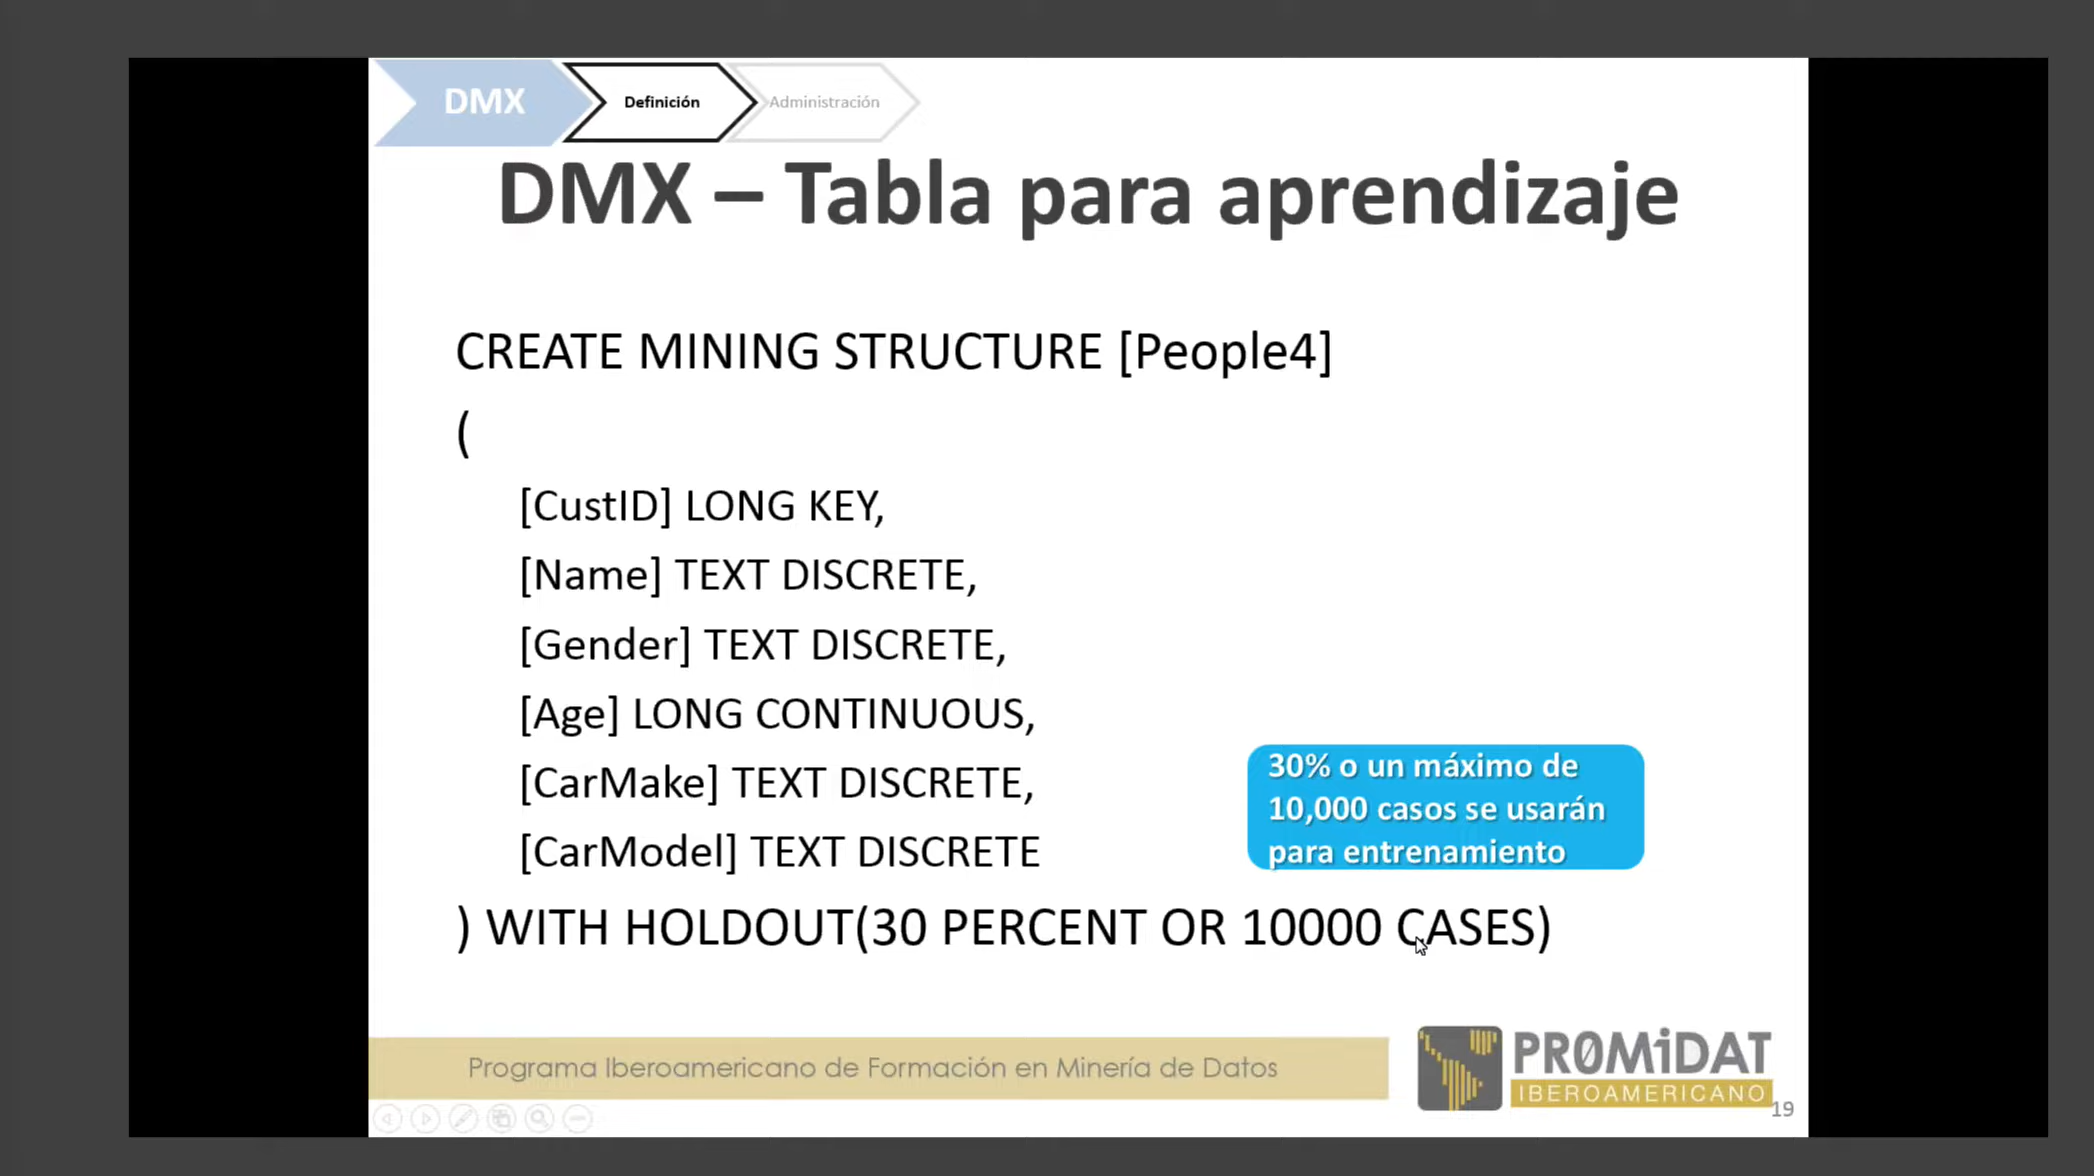 DMX
Definición
Administración
DMX – Tabla para aprendizaje
CREATE MINING STRUCTURE [People4]
(
[CustID] LONG KEY,
[Name] TEXT DISCRETE,
[Gender] TEXT DISCRETE,
[Age] LONG CONTINUOUS,
[CarMake] TEXT DISCRETE,
[CarModel] TEXT DISCRETE
) WITH HOLDOUT(30 PERCENT OR 10000 CASES)
30% o un máximo de
10,000 casos se usarán
para entrenamiento
Programa Iberoamericano de Formación en Minería de Datos
PR0MiDAT
IBEROAMERICANO
19